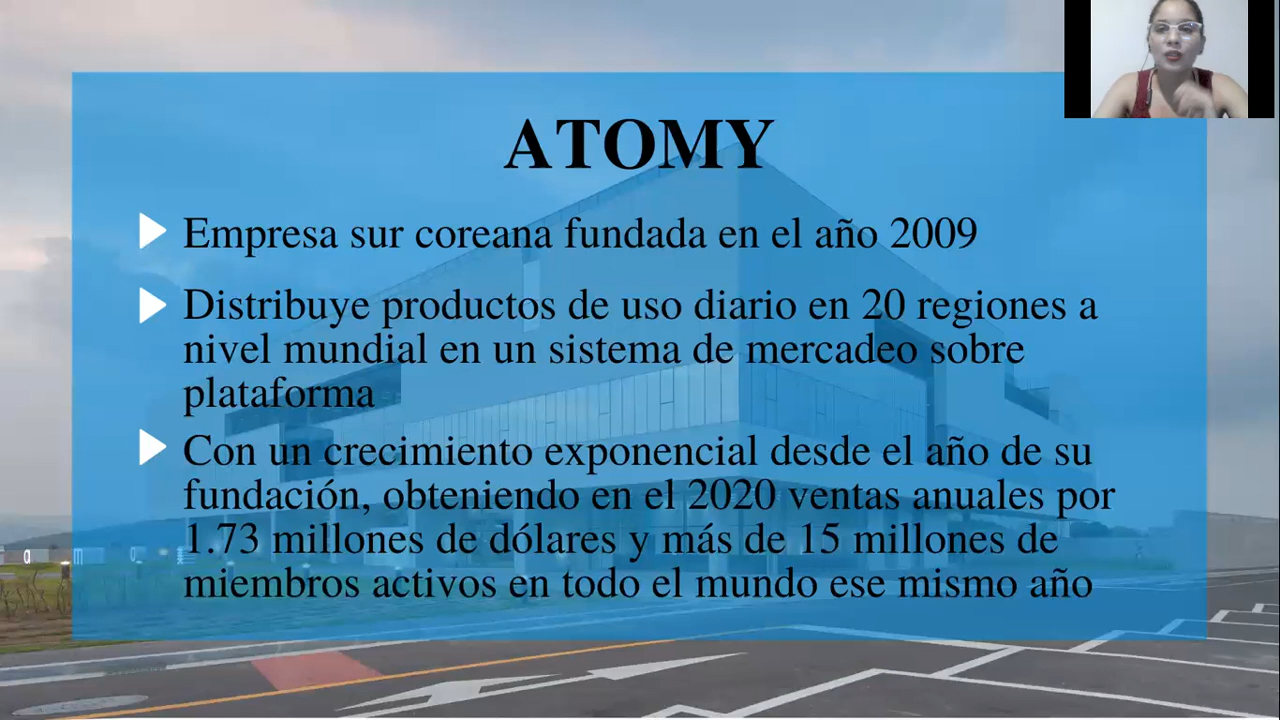 ATOMY
Empresa sur coreana fundada en el año 2009
Distribuye productos de uso diario en 20 regiones a
nivel mundial en un sistema de mercadeo sobre
plataforma
Con un crecimiento exponencial desde el año de su
fundación, obteniendo en el 2020 ventas anuales por
1.73 millones de dólares y más de 15 millones de
miembros activos en todo el mundo ese mismo año